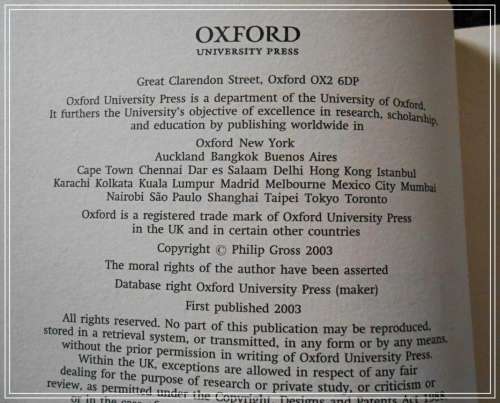 OXFORD
UNIVERSITY PRESS
Great Clarendon Street, Oxford OX2 6DP
Oxford University Press is a department of the University of Oxford.
It furthers the University's objective of excellence in research, scholarship,
and education by publishing worldwide in
Oxford New York
Auckland Bangkok Buenos Aires
Cape Town Chennai Dar es Salaam Delhi Hong Kong Istanbul
Karachi Kolkata Kuala Lumpur Madrid Melbourne Mexico City Mumbai
Nairobi São Paulo Shanghai Taipei Tokyo Toronto
Oxford is a registered trade mark of Oxford University Press
in the UK and in certain other countries
Copyright © Philip Gross 2003
The moral rights of the author have been asserted
Database right Oxford University Press (maker)
First published 2003
All rights reserved. No part of this publication may be reproduced,
stored in a retrieval system, or transmitted, in any form or by any means,
without the prior permission in writing of Oxford University Press.
Within the UK, exceptions are allowed in respect of any fair
dealing for the purpose of research or private study, or criticism or
review, as permitted under the Copyright, Designs and Patents Act 1988
or in the case of